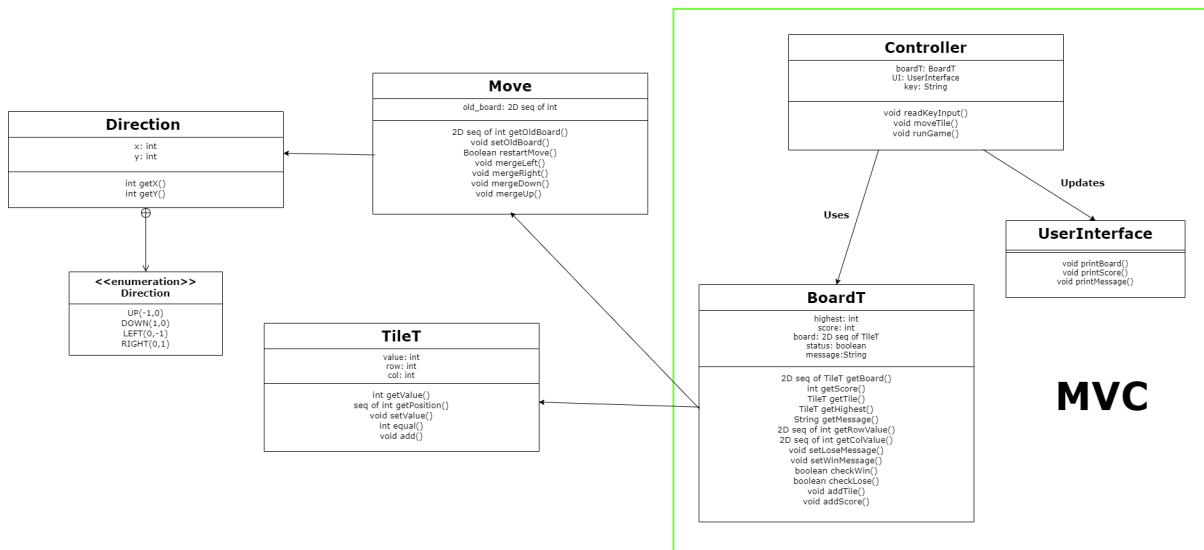 Direction
x: int
y: int
int getX()
int getY()
<<enumeration>>
Direction
UP(-1,0)
DOWN(1,0)
LEFT(0,-1)
RIGHT(0,1)
Move
old_board: 2D seq of int
2D seq of int getOldBoard()
void setOldBoard()
Boolean restartMove()
void mergeLeft()
void mergeRight()
void mergeDown()
void mergeUp()
TileT
value: int
row: int
col: int
int getValue()
seq of int getPosition()
void setValue()
int equal()
void add()
Controller
boardT: BoardT
UI: UserInterface
key: String
void readKeyInput()
void moveTile()
void runGame()
Uses
Updates
UserInterface
void printBoard()
void printScore()
void printMessage()
BoardT
highest: int
score: int
board: 2D seq of TileT
status: boolean
message:String
2D seq of TileT getBoard()
int getScore()
TileT getTile()
TileT getHighest()
String getMessage()
2D seq of int getRowValue()
2D seq of int getColValue()
void setLoseMessage()
void setWinMessage()
boolean checkWin()
boolean checkLose()
void addTile()
void addScore()
MVC